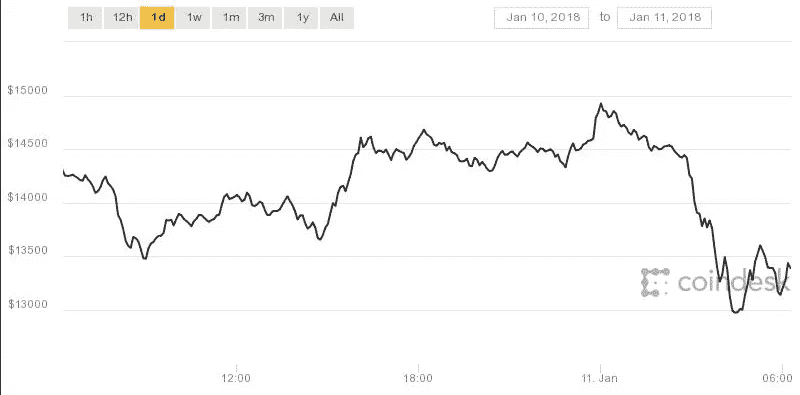 1h 12h 1d 1w 1m 3m 1y All Jan 10, 2018 to Jan 11, 2018
$15000
$14500
$14000
$13500
$13000
coindesk
12:00 18:00 11. Jan 06:00